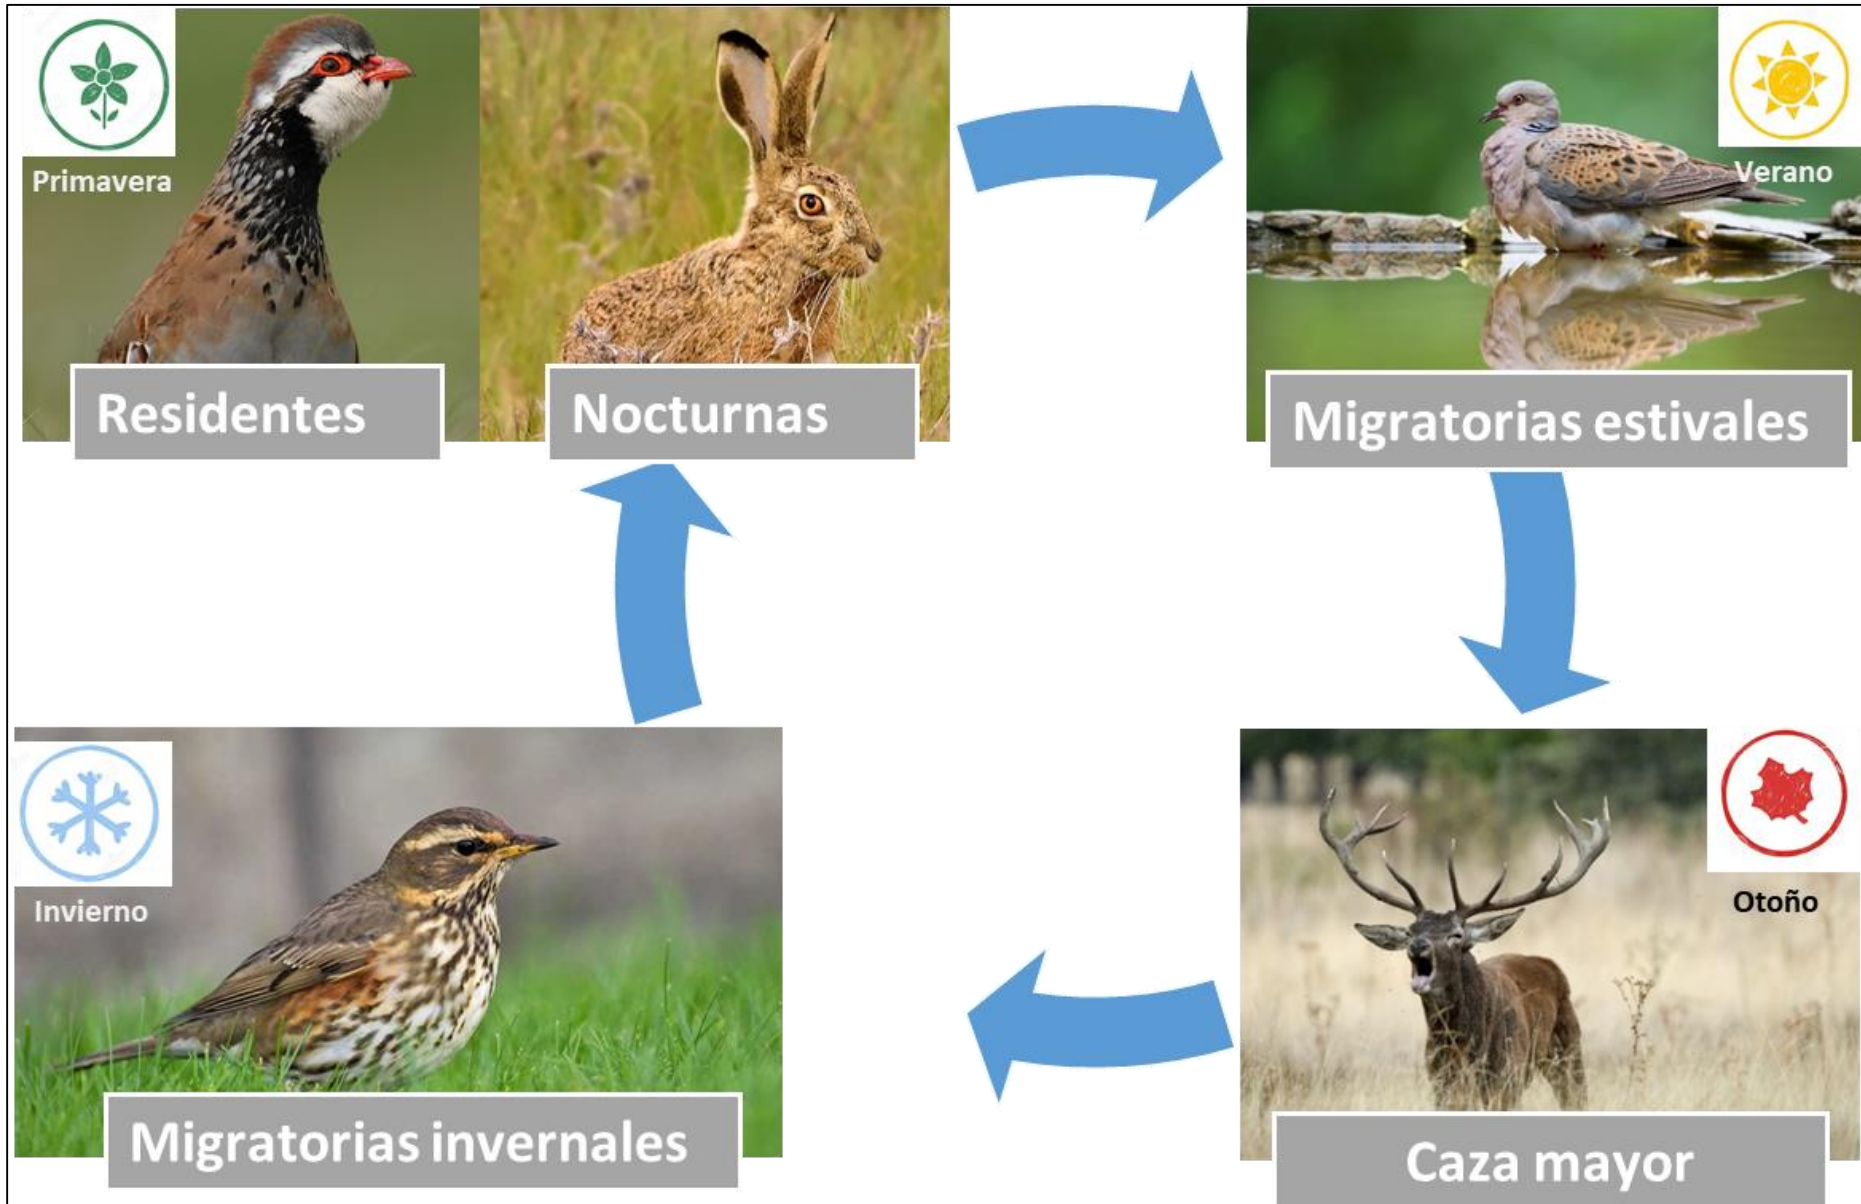 Primavera
Residentes
Nocturnas
Verano
Migratorias estivales
Invierno
Migratorias invernales
Otoño
Caza mayor